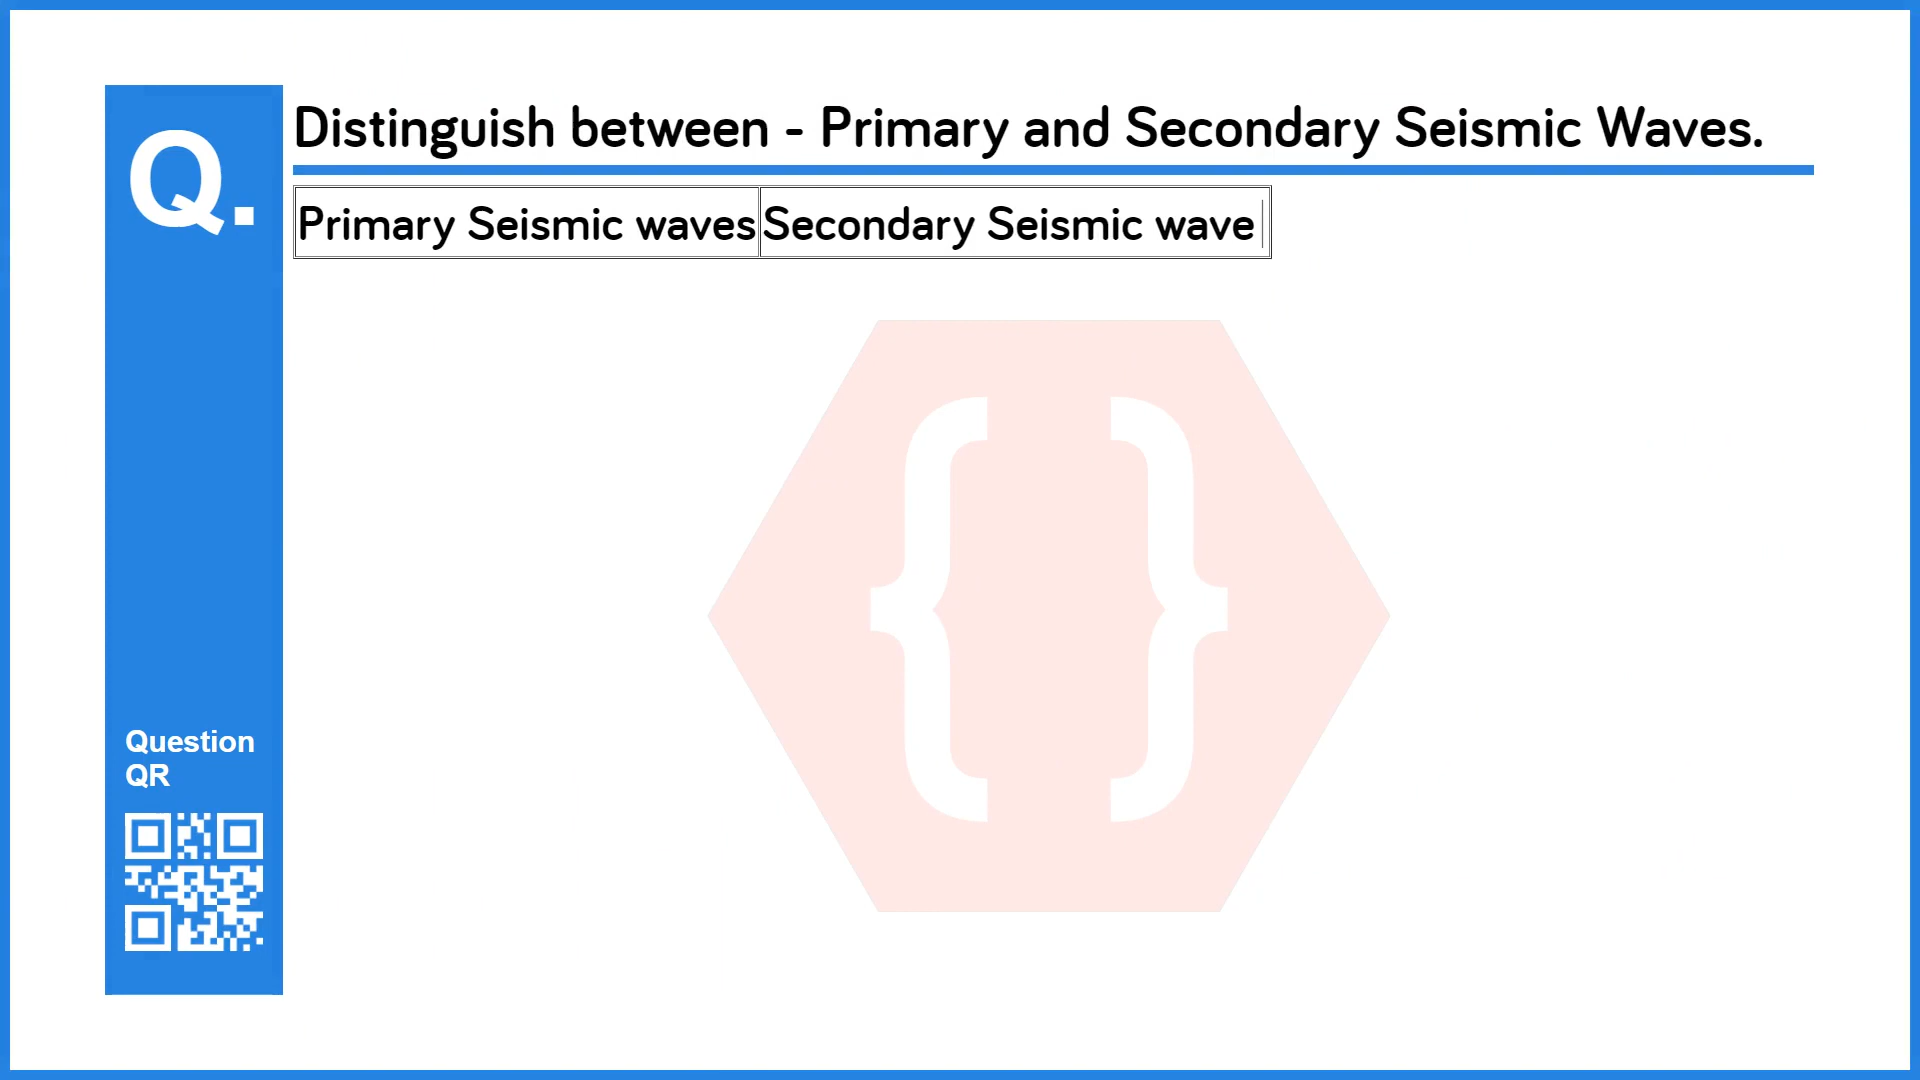 Q.
Distinguish between - Primary and Secondary Seismic Waves.
Primary Seismic waves Secondary Seismic wave
{ }
Question
QR